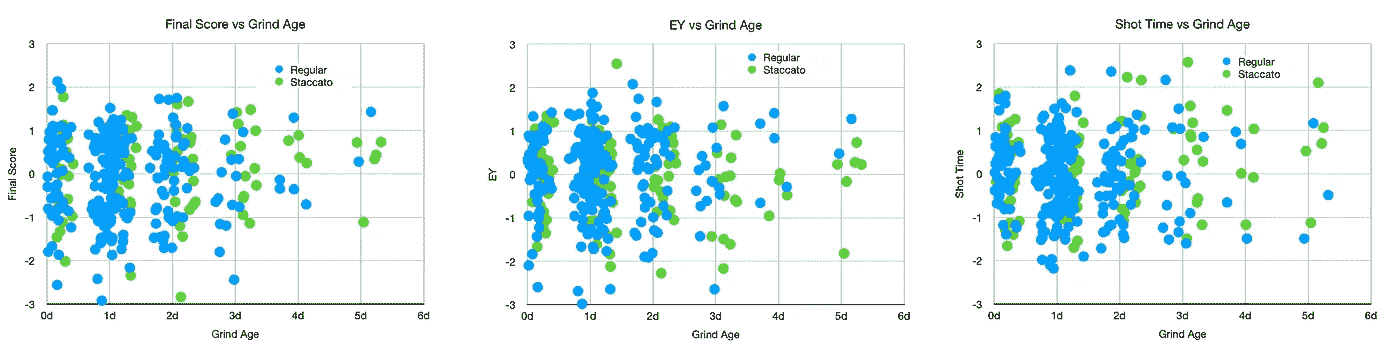 Final Score vs Grind Age
3
Regular
Staccato
2
1
0
-1
-2
-3
Final Score
0d 1d 2d 3d 4d 5d 6d
Grind Age
EY vs Grind Age
3
Regular
Staccato
2
1
0
-1
-2
-3
EY
0d 1d 2d 3d 4d 5d 6d
Grind Age
Shot Time vs Grind Age
3
Regular
Staccato
2
1
0
-1
-2
-3
Shot Time
0d 1d 2d 3d 4d 5d 6d
Grind Age